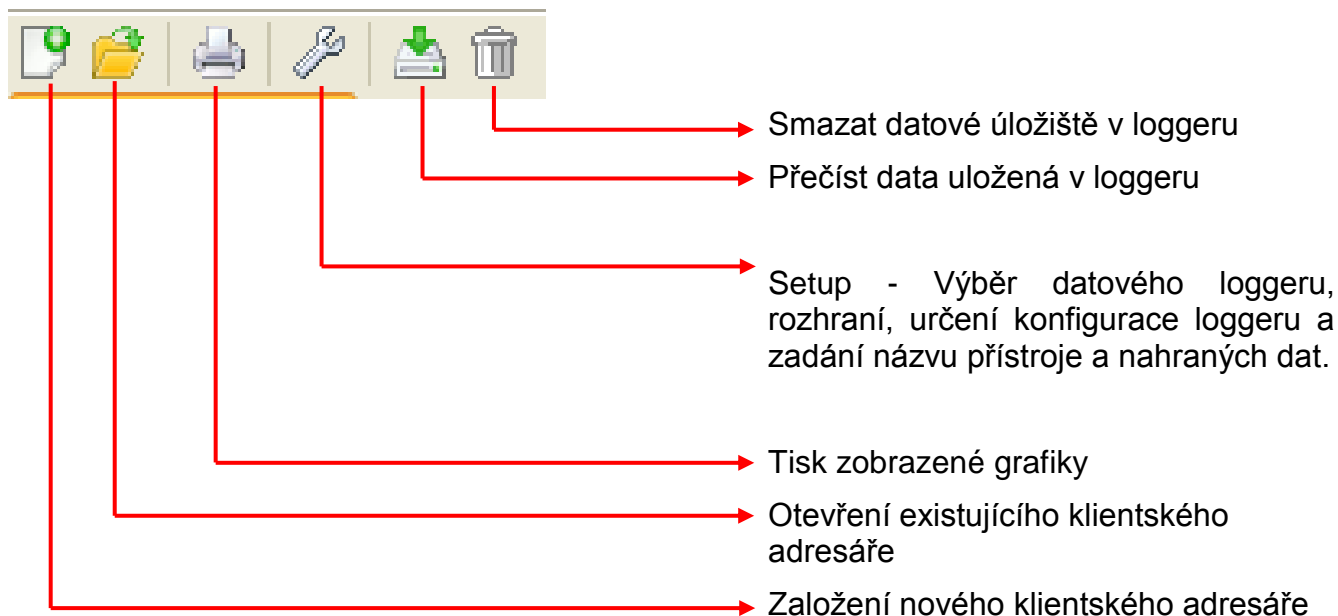 Smazat datové úložiště v loggeru
Přečíst data uložená v loggeru
Setup - Výběr datového loggeru,
rozhraní, určení konfigurace loggeru a
zadání názvu přístroje a nahraných dat.
Tisk zobrazené grafiky
Otevření existujícího klientského
adresáře
Založení nového klientského adresáře